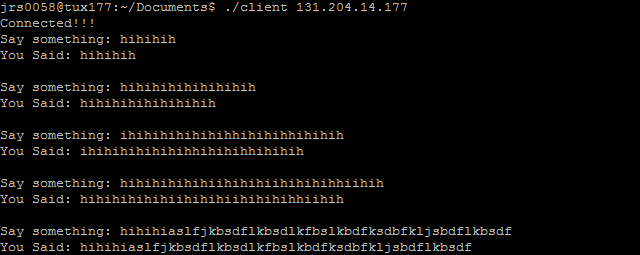 jrs0058@tux177:~/Documents$ ./client 131.204.14.177
Connected!!!
Say something: hihihih
You Said: hihihih
Say something: hihihihihihihihih
You Said: hihihihihihihihih
Say something: ihihihihihihihhihihihhihihih
You Said: ihihihihihihihhihihihhihihih
Say something: hihihihihihiihihihiihihihihhiihih
You Said: hihihihihihiihihihiihihihihhiihih
Say something: hihihiaslfjkbsdflkbsdlkfbslkbdfksdbfkljsbdflkbsdf
You Said: hihihiaslfjkbsdflkbsdlkfbslkbdfksdbfkljsbdflkbsdf